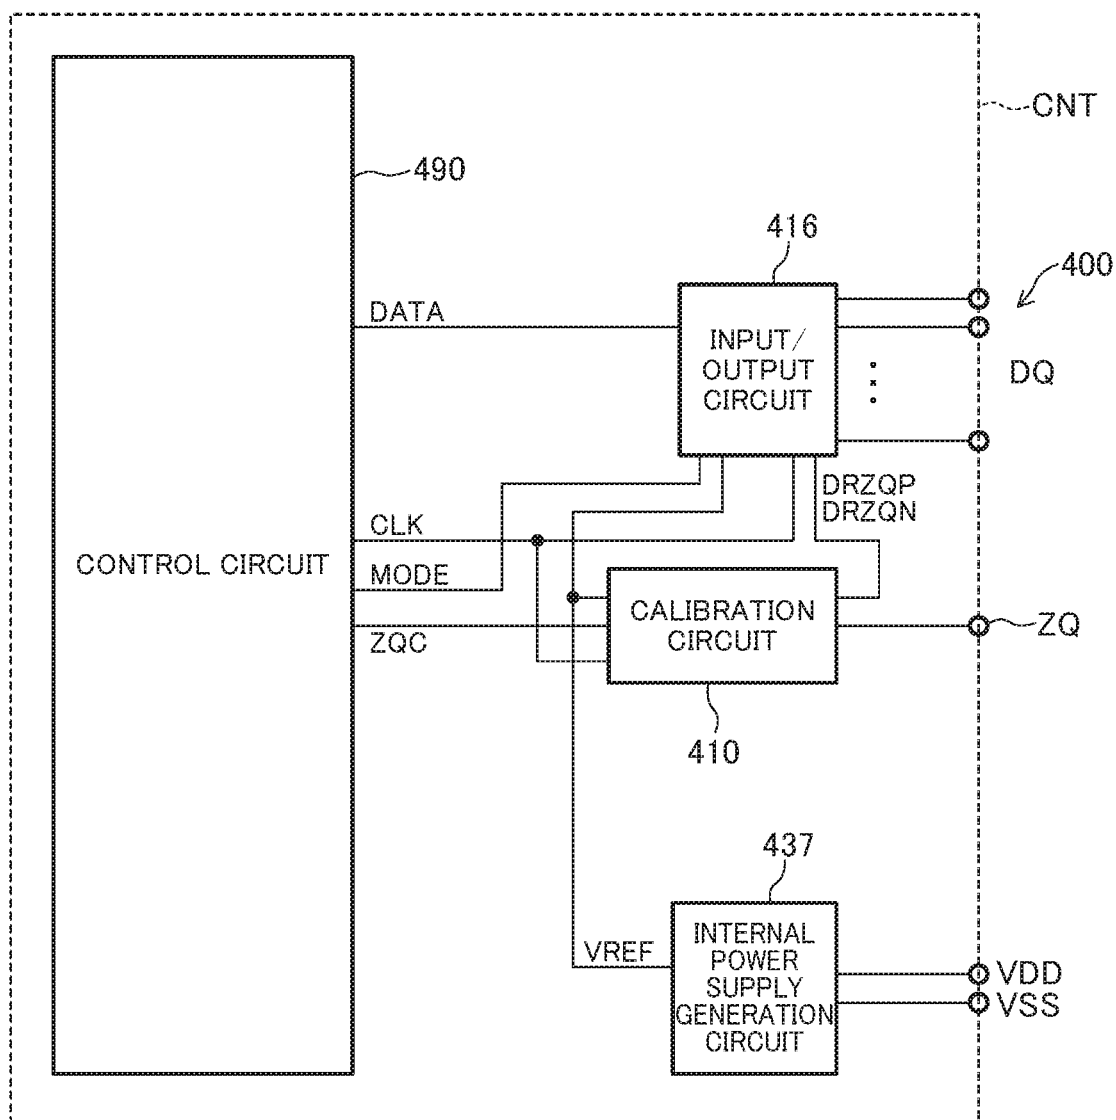 CNT
490
416
400
DATA
INPUT/
OUTPUT
CIRCUIT
DQ
DRZQP
DRZQN
CLK
CONTROL CIRCUIT
MODE
CALIBRATION
CIRCUIT
ZQ
ZQC
410
437
VREF
INTERNAL
POWER
SUPPLY
GENERATION
CIRCUIT
VDD
VSS